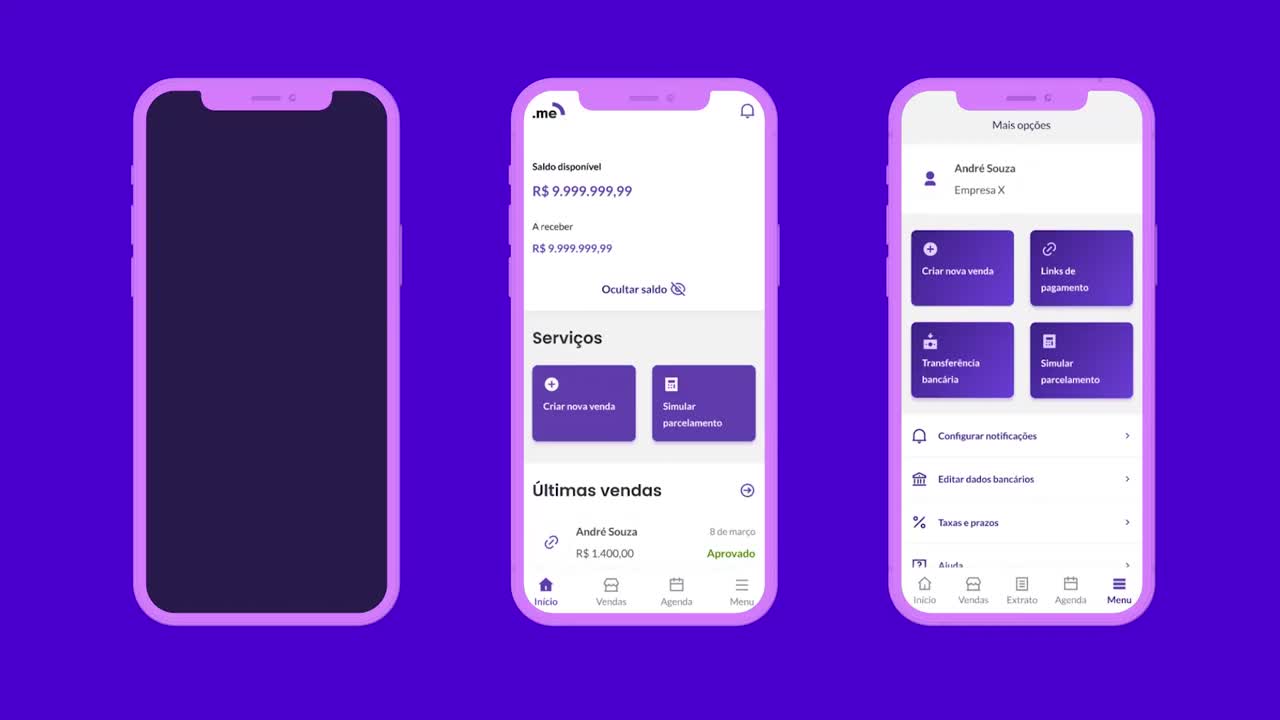 .me
Saldo disponível
R$ 9.999.999,99
A receber
R$ 9.999.999,99
Ocultar saldo
Serviços
Criar nova venda
Simular
parcelamento
Últimas vendas
André Souza
8 de março
R$ 1.400,00
Aprovado
Início
Vendas
Agenda
Menu
Mais opções
André Souza
Empresa X
Criar nova venda
Links de
pagamento
Transferência
bancária
Simular
parcelamento
Configurar notificações
Editar dados bancários
Taxas e prazos
Ajuda
Início
Vendas
Extrato
Agenda
Menu